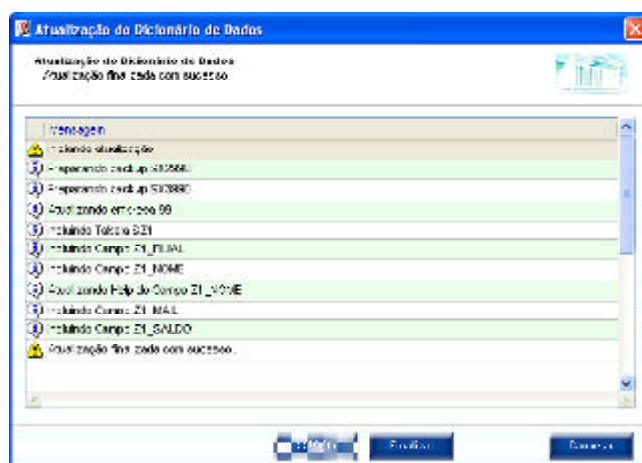 Atualização do Dicionário de Dados
Atualização do Dicionário de Dados
Atualização finalizada com sucesso.
Mensagem
Iniciando atualização
Preparando backup
Preparando backup
Atualizando empresa 99
Incluindo Tabela SZ1
Incluindo Campo Z1_FILIAL
Incluindo Campo Z1_NOME
Atualizando Help do Campo Z1_NOME
Incluindo Campo Z1_MAIL
Incluindo Campo Z1_SALDO
Atualização finalizada com sucesso.
Finalizar
Cancelar